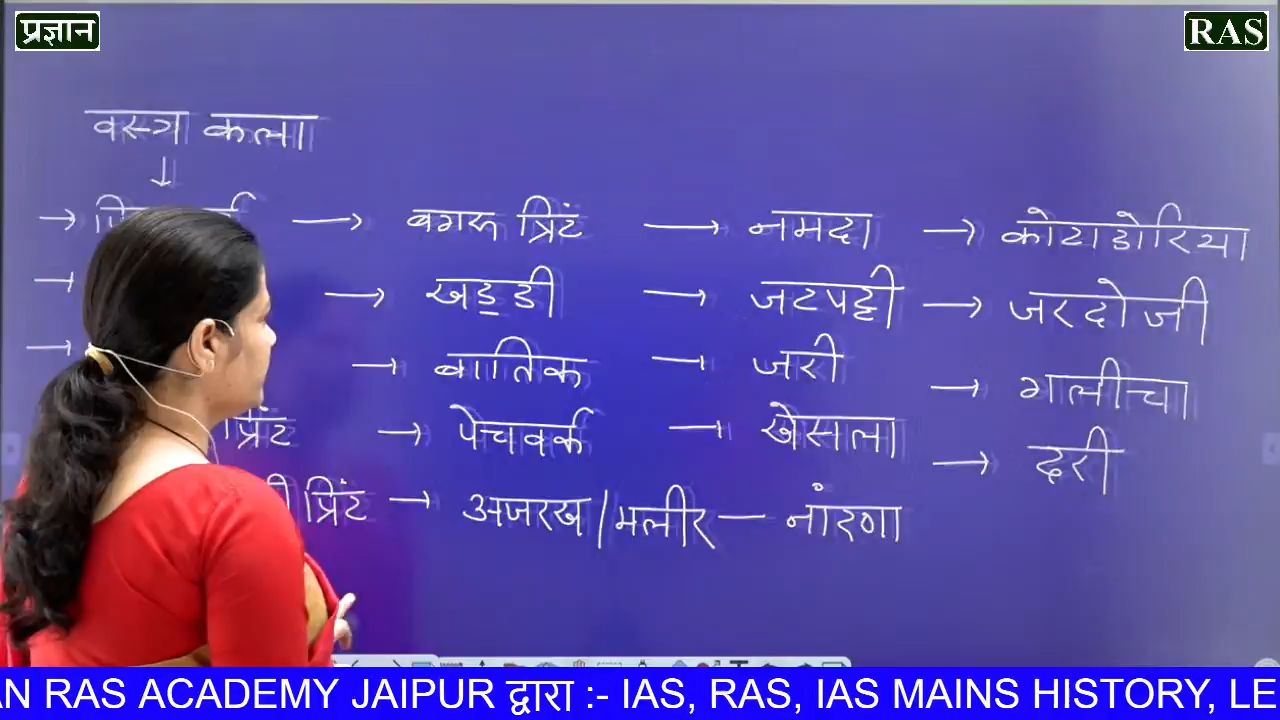 प्रज्ञान RAS
वस्त्र कला
↓
→ → बगरू प्रिंट → नमदा → कोटाडोरिया
→ → खड्डी → जटपट्टी → जरदोजी
→ → बातिक → जरी → गलीचा
प्रिंट → पेचवर्क → खेसला → दरी
प्रिंट → अजरख / मलीर — नांरणा
AN RAS ACADEMY JAIPUR द्वारा :- IAS, RAS, IAS MAINS HISTORY, LE